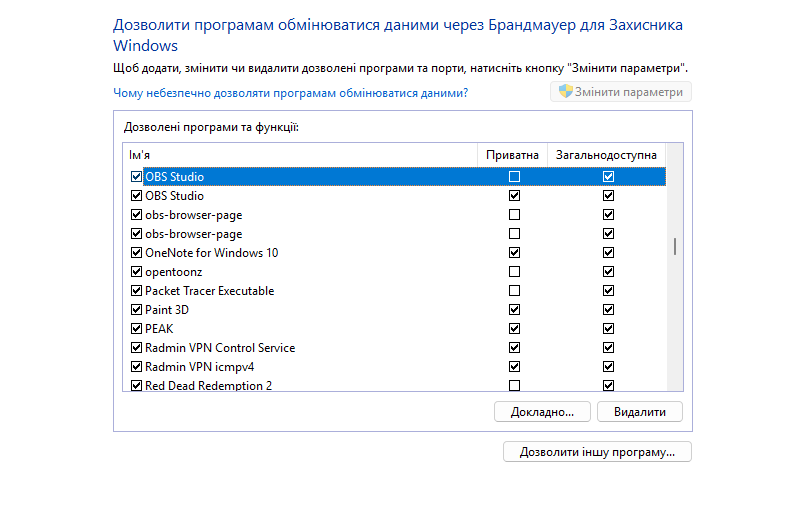 Дозволити програмам обмінюватися даними через Брандмауер для Захисника
Windows
Щоб додати, змінити чи видалити дозволені програми та порти, натисніть кнопку "Змінити параметри".
Чому небезпечно дозволяти програмам обмінюватися даними?
Змінити параметри
Дозволені програми та функції:
Ім'я Приватна Загальнодоступна
OBS Studio
OBS Studio
obs-browser-page
obs-browser-page
OneNote for Windows 10
opentoonz
Packet Tracer Executable
Paint 3D
PEAK
Radmin VPN Control Service
Radmin VPN icmpv4
Red Dead Redemption 2
Докладно... Видалити
Дозволити іншу програму...